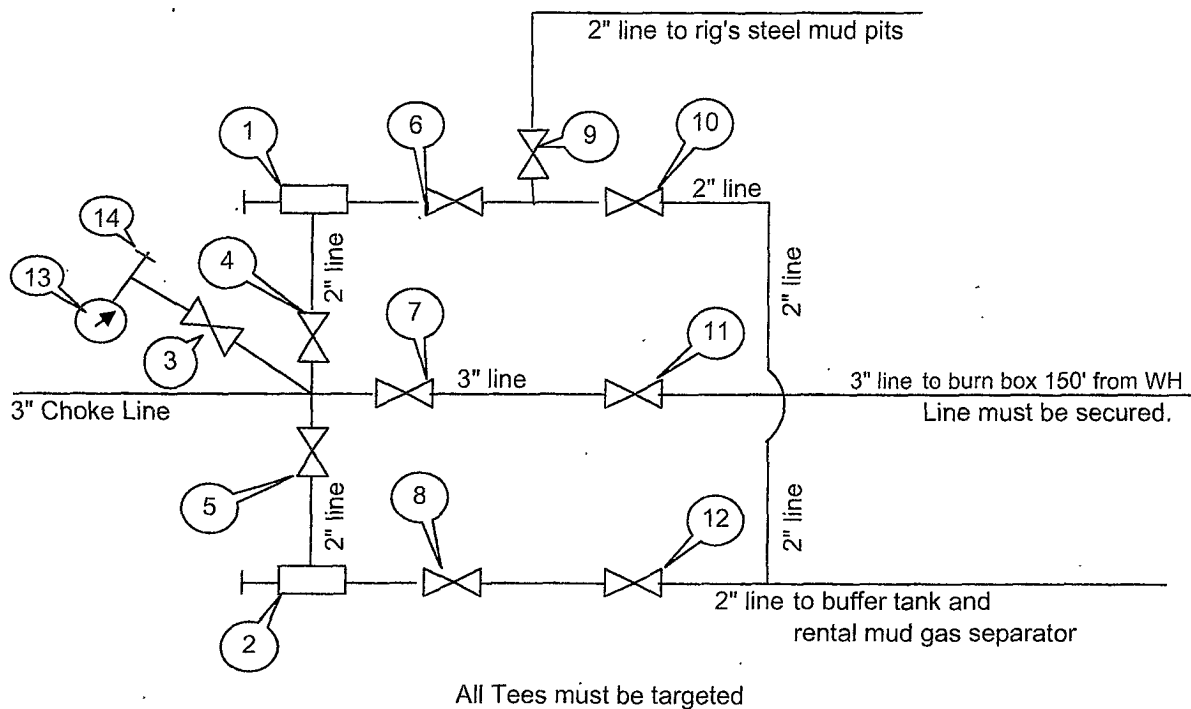 2" line to rig's steel mud pits
1
6
9
10
2" line
14
4
2" line
2" line
13
7
11
3
3" line
3" line to burn box 150' from WH
3" Choke Line
Line must be secured.
5
2" line
8
12
2" line
2
2" line to buffer tank and
rental mud gas separator
All Tees must be targeted